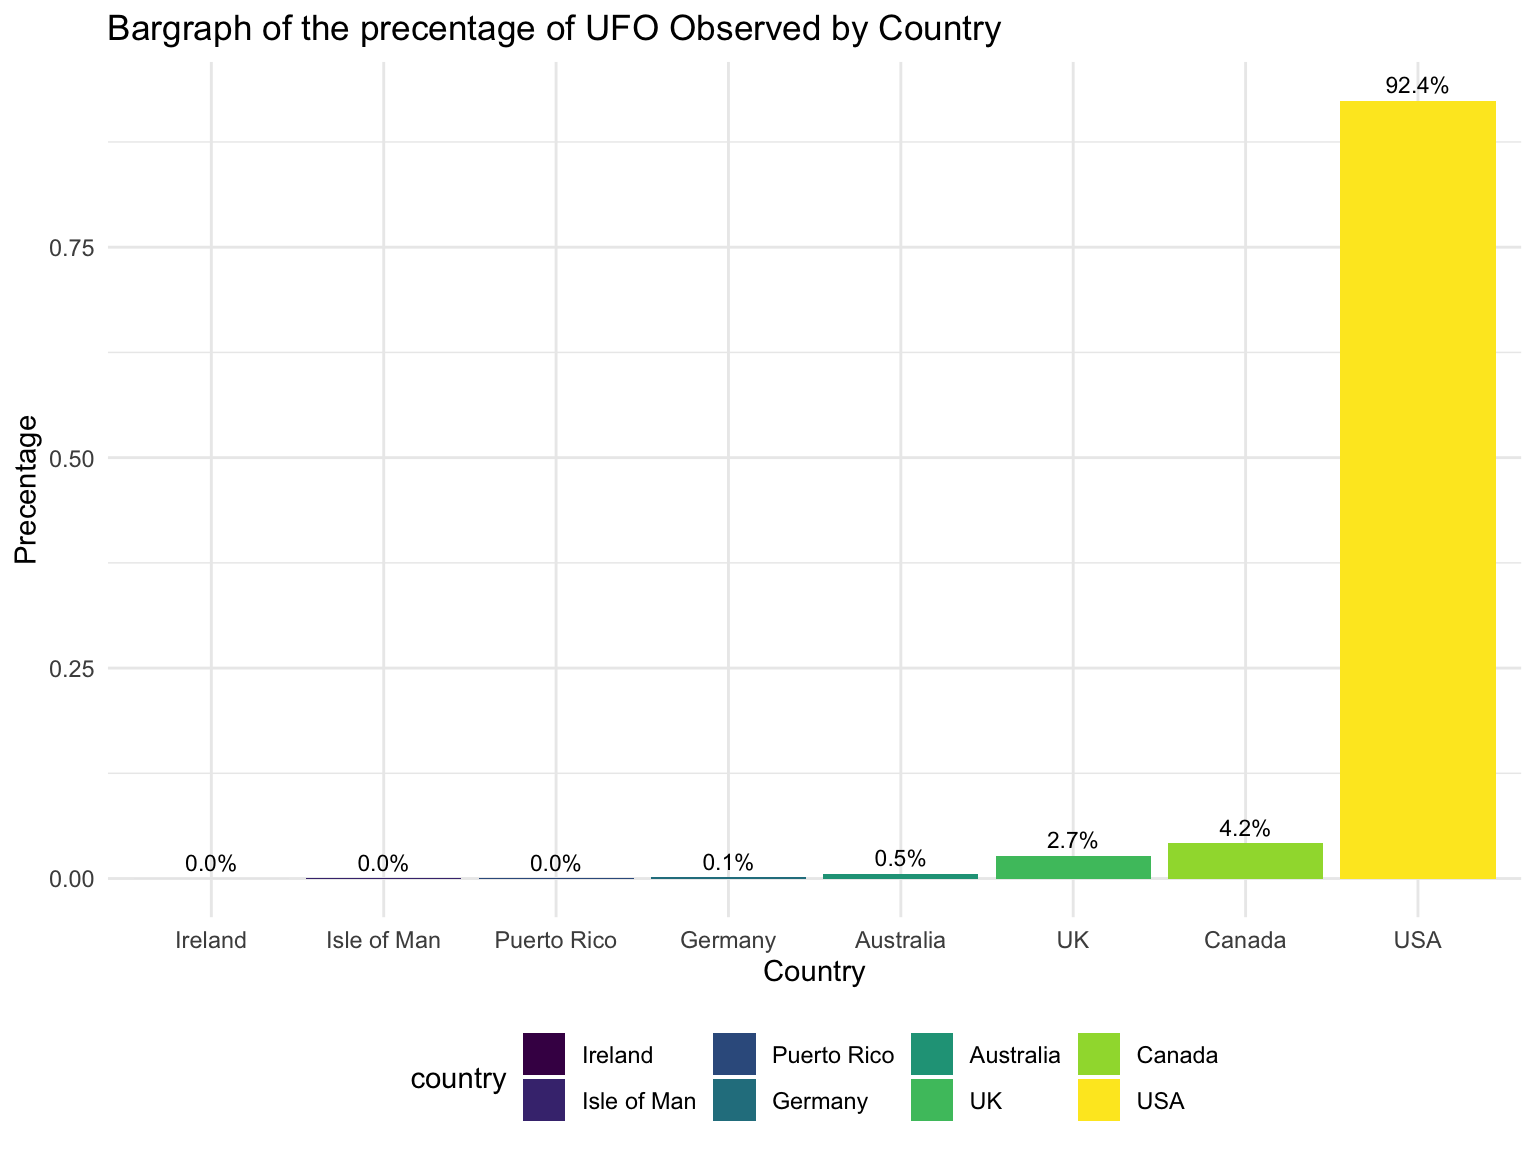 Bargraph of the precentage of UFO Observed by Country
92.4%
0.75
0.50
Precentage
0.25
4.2%
2.7%
0.5%
0.1%
0.0% 0.0% 0.0%
0.00
Ireland Isle of Man Puerto Rico Germany Australia UK Canada USA
Country
country
Ireland Puerto Rico Australia Canada
Isle of Man Germany UK USA